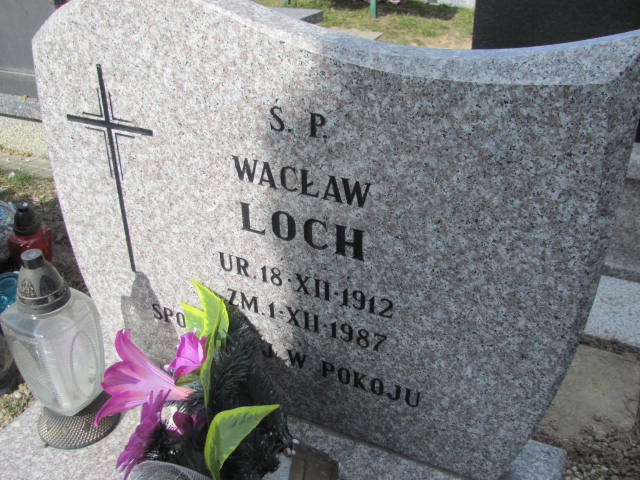 Ś. P.
WACŁAW
LOCH
UR. 18·XII·1912
ZM. 1·XII·1987
W POKOJU